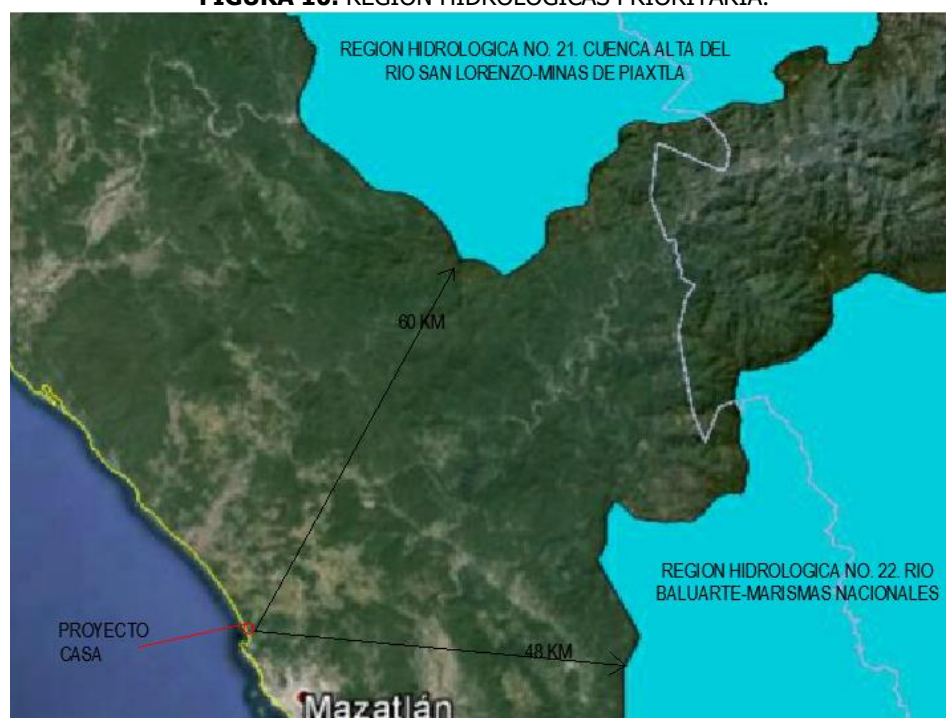 FIGURA 10. REGION HIDROLOGICAS PRIORITARIA.
REGION HIDROLOGICA NO. 21. CUENCA ALTA DEL
RIO SAN LORENZO-MINAS DE PIAXTLA
60 KM
REGION HIDROLOGICA NO. 22. RIO
BALUARTE-MARISMAS NACIONALES
PROYECTO
CASA
48 KM
Mazatlán